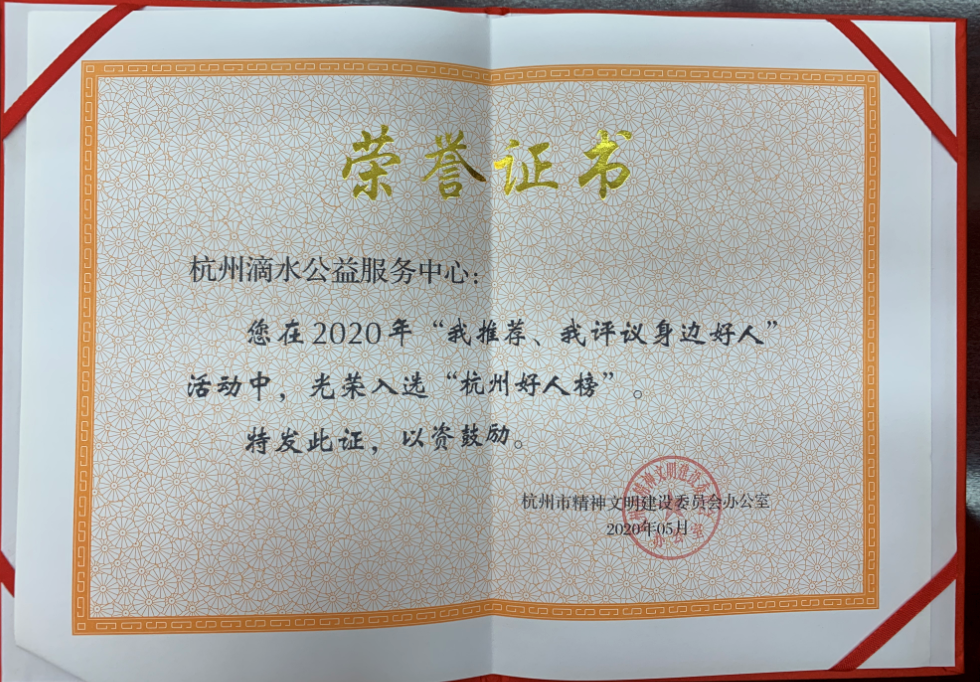 荣誉证书
杭州滴水公益服务中心：
您在2020年“我推荐、我评议身边好人”
活动中，光荣入选“杭州好人榜”。
特发此证，以资鼓励。
杭州市精神文明建设委员会办公室
2020年05月